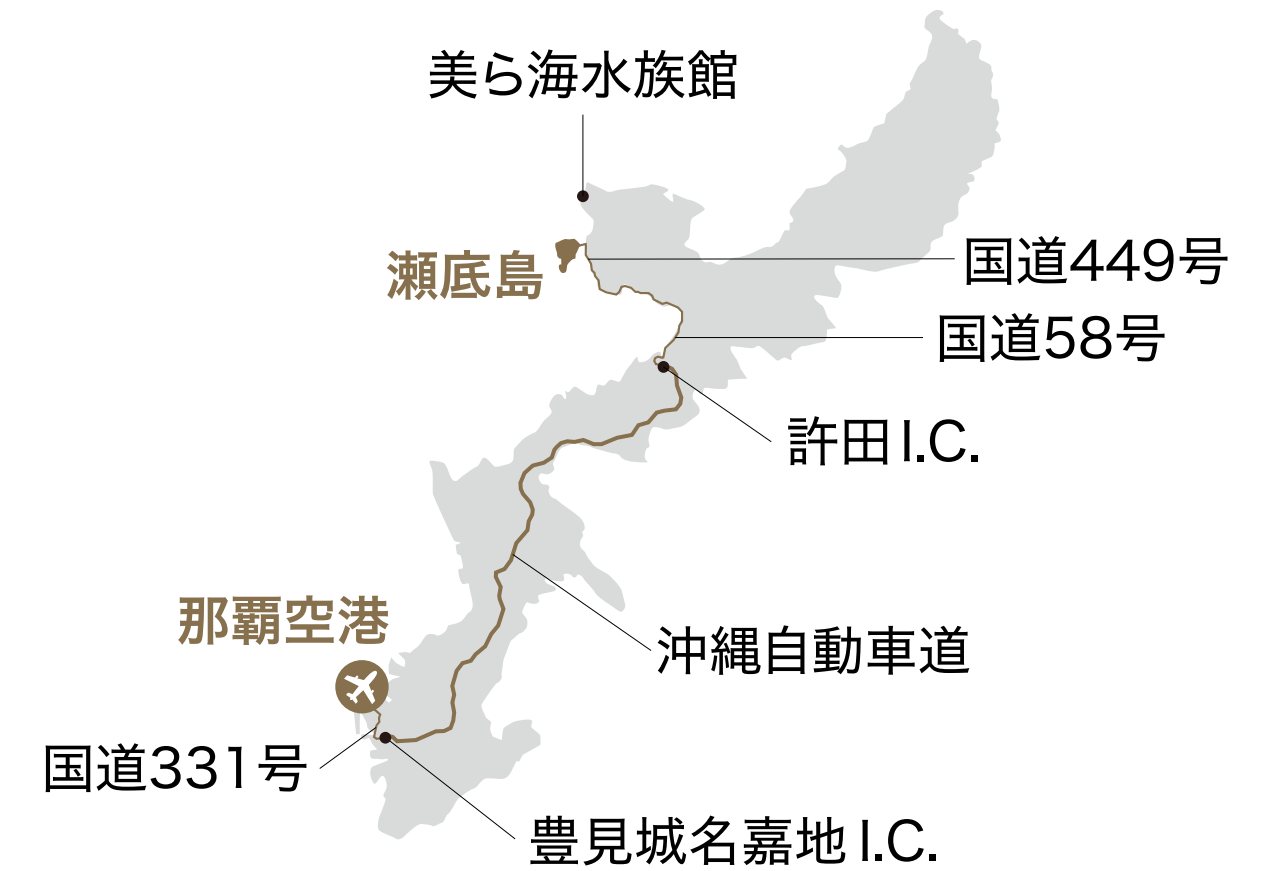 美ら海水族館
国道449号
瀬底島
国道58号
許田 I.C.
那覇空港
沖縄自動車道
国道331号
豊見城名嘉地 I.C.